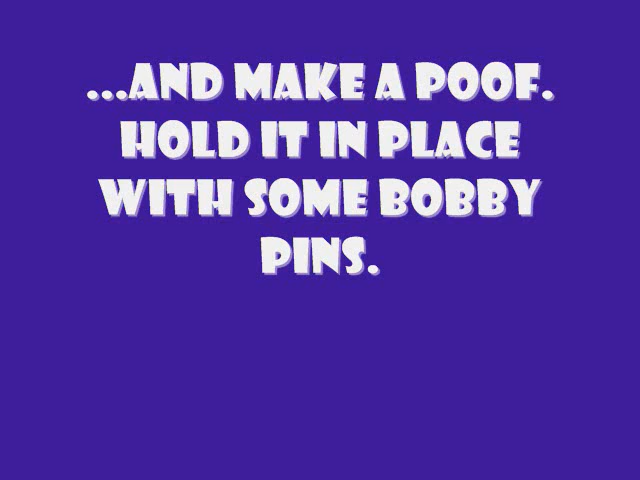 ...AND MAKE A POOF.
HOLD IT IN PLACE
WITH SOME BOBBY
PINS.